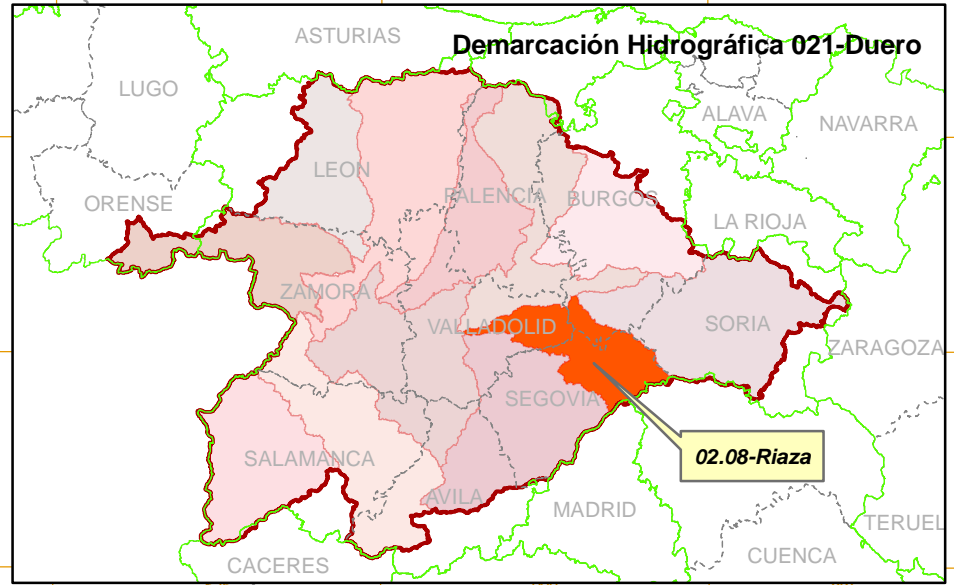 ASTURIAS
Demarcación Hidrográfica 021-Duero
LUGO
ALAVA
NAVARRA
LEON
PALENCIA
BURGOS
ORENSE
LA RIOJA
ZAMORA
VALLADOLID
SORIA
ZARAGOZA
SEGOVIA
02.08-Riaza
SALAMANCA
AVILA
MADRID
TERUEL
CUENCA
CACERES